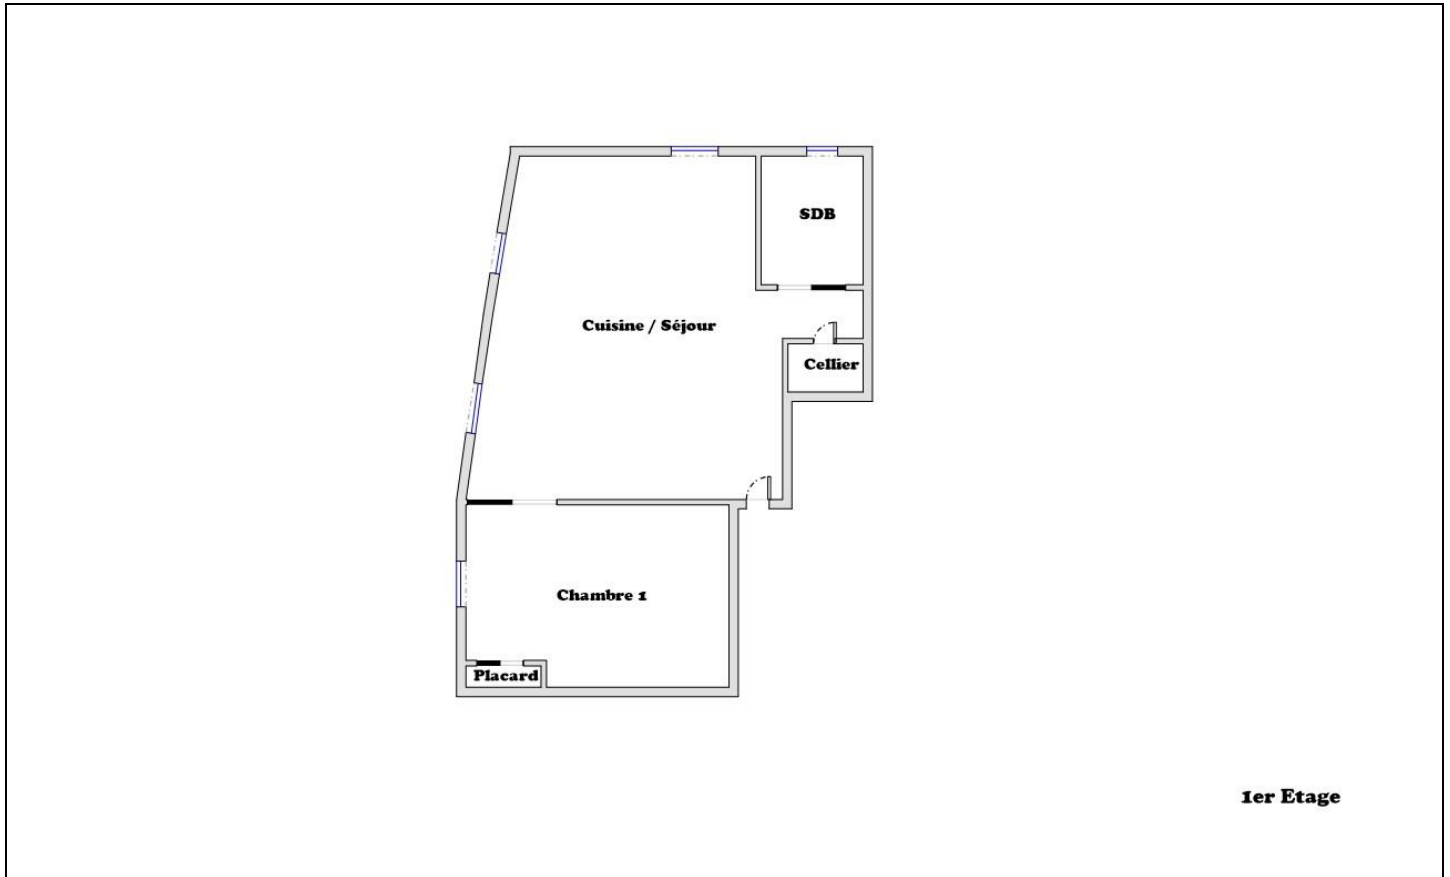 SDB
Cuisine / Séjour
Cellier
Chambre 1
Placard
1er Etage